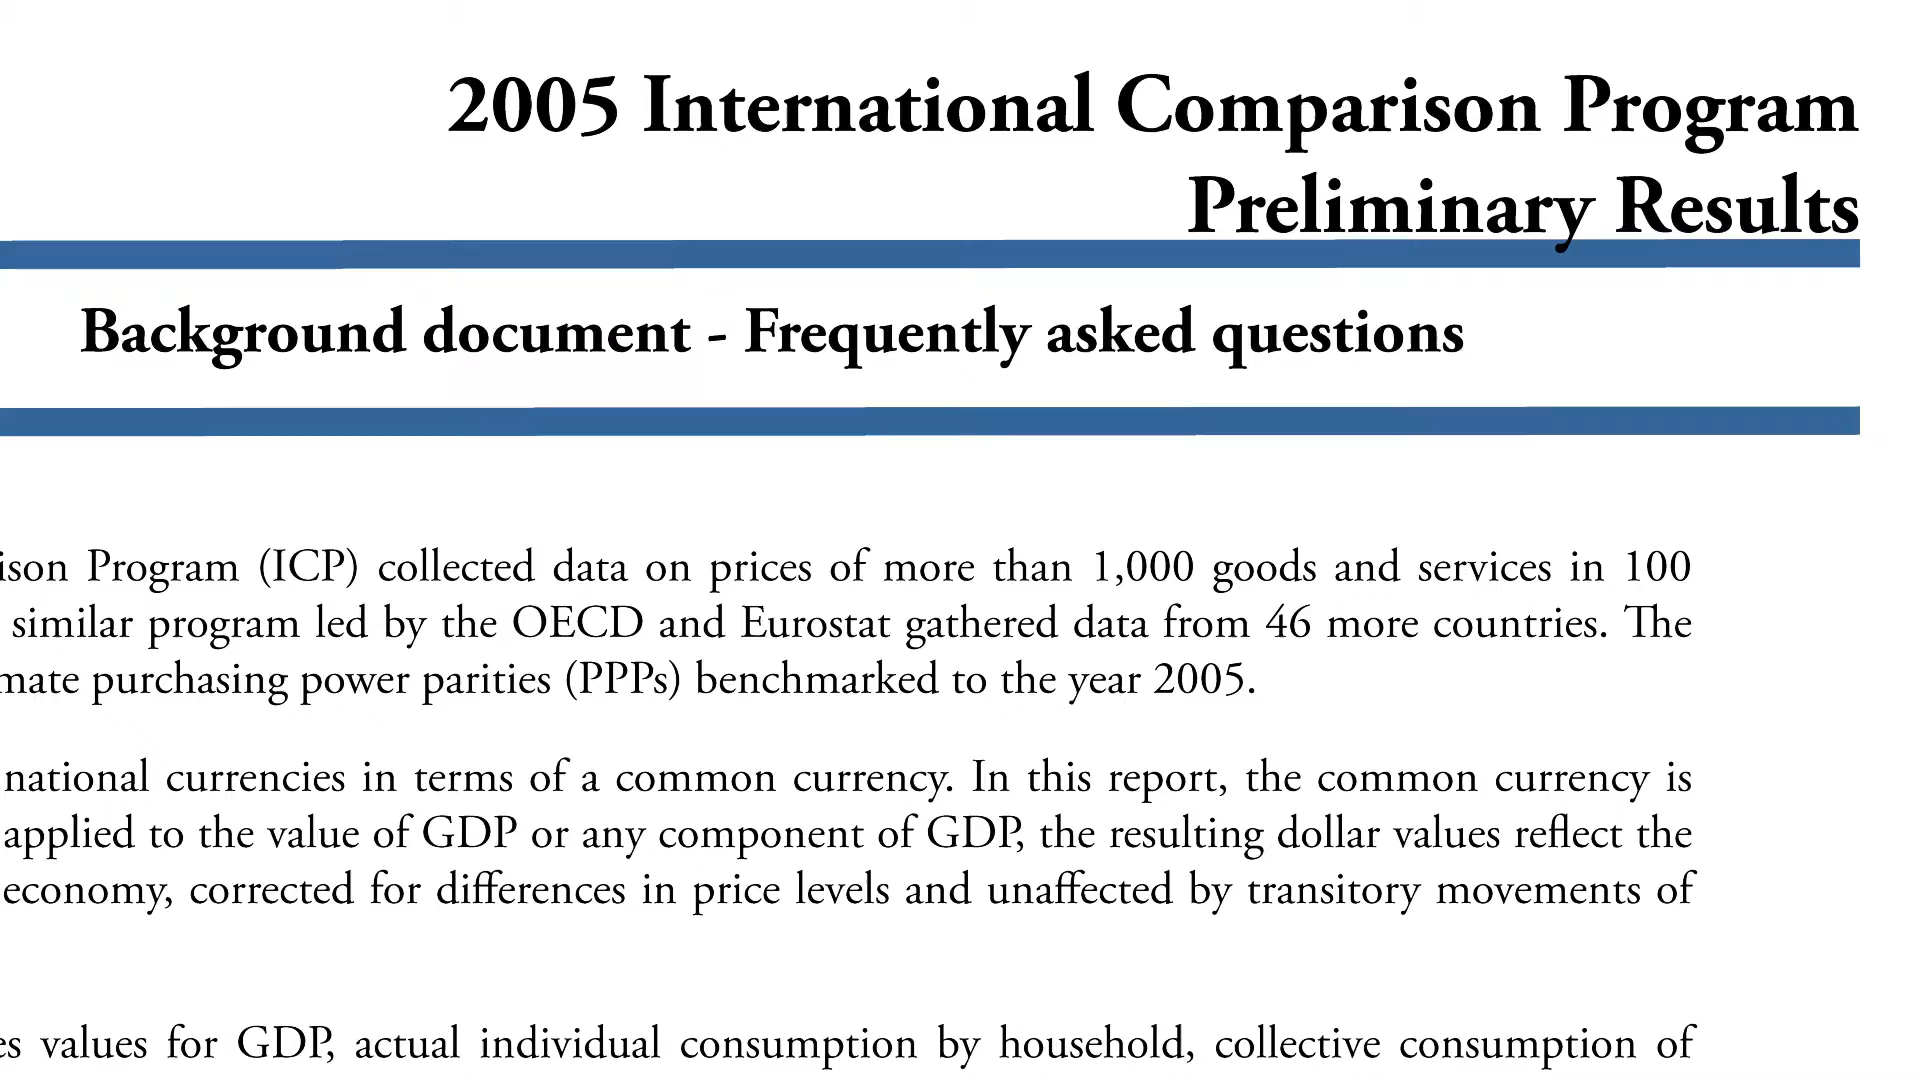 2005 International Comparison Program
Preliminary Results
Background document - Frequently asked questions
ison Program (ICP) collected data on prices of more than 1,000 goods and services in 100
similar program led by the OECD and Eurostat gathered data from 46 more countries. The
mate purchasing power parities (PPPs) benchmarked to the year 2005.
national currencies in terms of a common currency. In this report, the common currency is
applied to the value of GDP or any component of GDP, the resulting dollar values reflect the
economy, corrected for differences in price levels and unaffected by transitory movements of
es values for GDP, actual individual consumption by household, collective consumption of